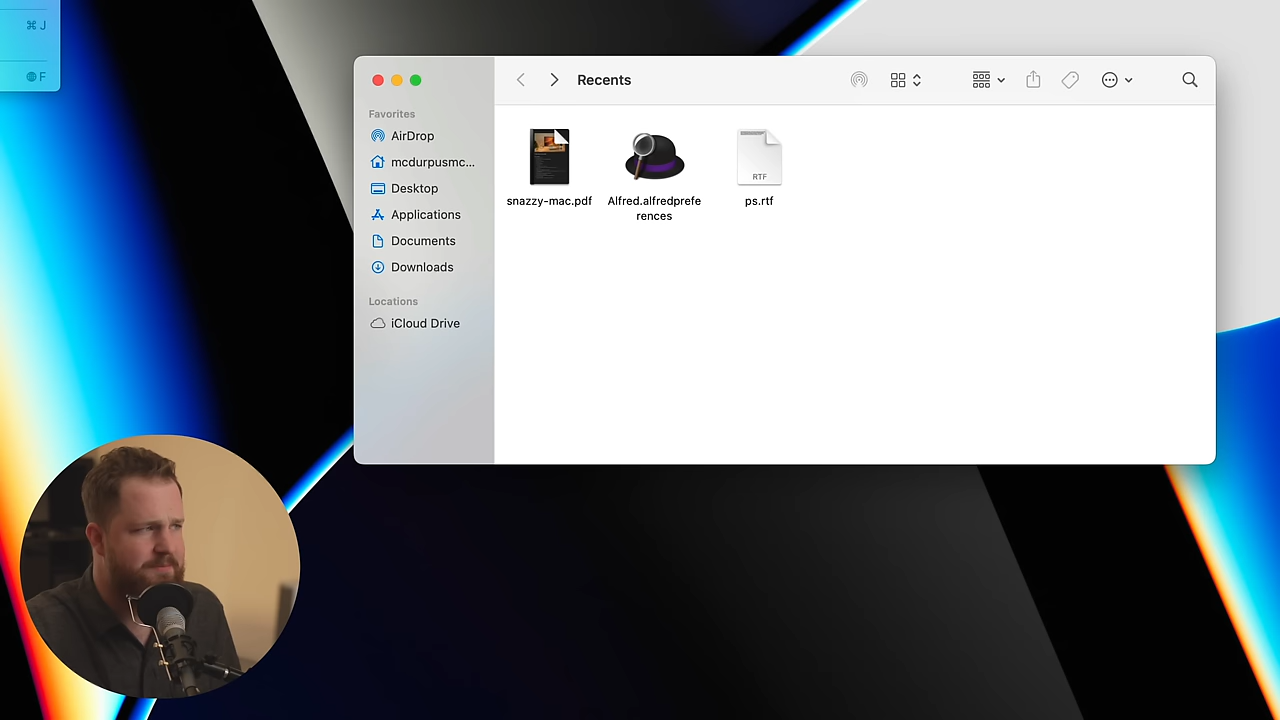 ⌘ J
F
Recents
Favorites
AirDrop
mcdurpusmc...
Desktop
Applications
Documents
Downloads
Locations
iCloud Drive
snazzy-mac.pdf
Alfred.alfredprefe
rences
RTF
ps.rtf